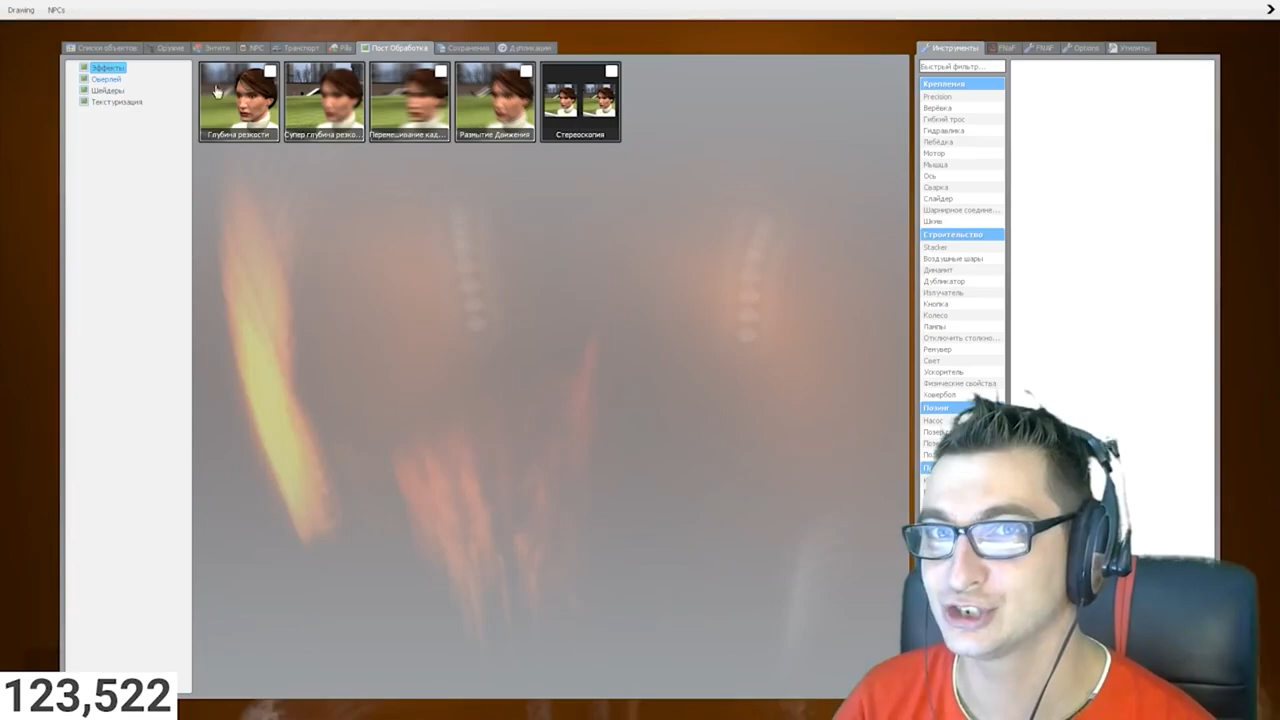 Drawing NPCs
Списки объектов Оружие Энтити NPC Транспорт Pills Пост Обработка Сохранения Дупликации
Инструменты FNaF FNAF Options Утилиты
Эффекты
Оверлей
Шейдеры
Текстуризация
Глубина резкости Супер глубина резко... Перемешивание кад... Размытие Движения Стереоскопия
Быстрый фильтр...
Крепления
Precision
Верёвка
Гибкий трос
Гидравлика
Лебёдка
Мотор
Мышца
Ось
Сварка
Слайдер
Шарнирное соедине...
Шкив
Строительство
Stacker
Воздушные шары
Динамит
Дубликатор
Излучатель
Кнопка
Колесо
Лампы
Отключить столкно...
Ремувер
Свет
Ускоритель
Физические свойства
Ховербол
Позинг
Насос
123,522